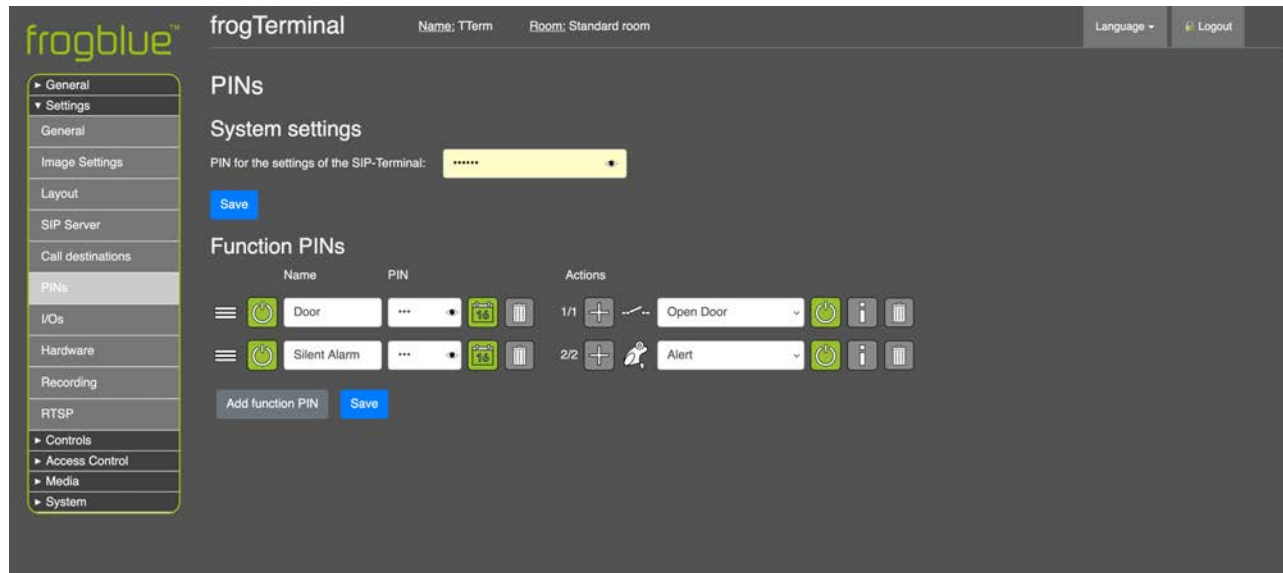 frogblue™
frogTerminal
Name: TTerm
Room: Standard room
Language
Logout
General
Settings
General
Image Settings
Layout
SIP Server
Call destinations
PINs
I/Os
Hardware
Recording
RTSP
Controls
Access Control
Media
System
PINs
System settings
PIN for the settings of the SIP-Terminal: ••••••
Save
Function PINs
Name PIN Actions
Door ••• 16 1/1 Open Door
Silent Alarm ••• 16 2/2 Alert
Add function PIN Save